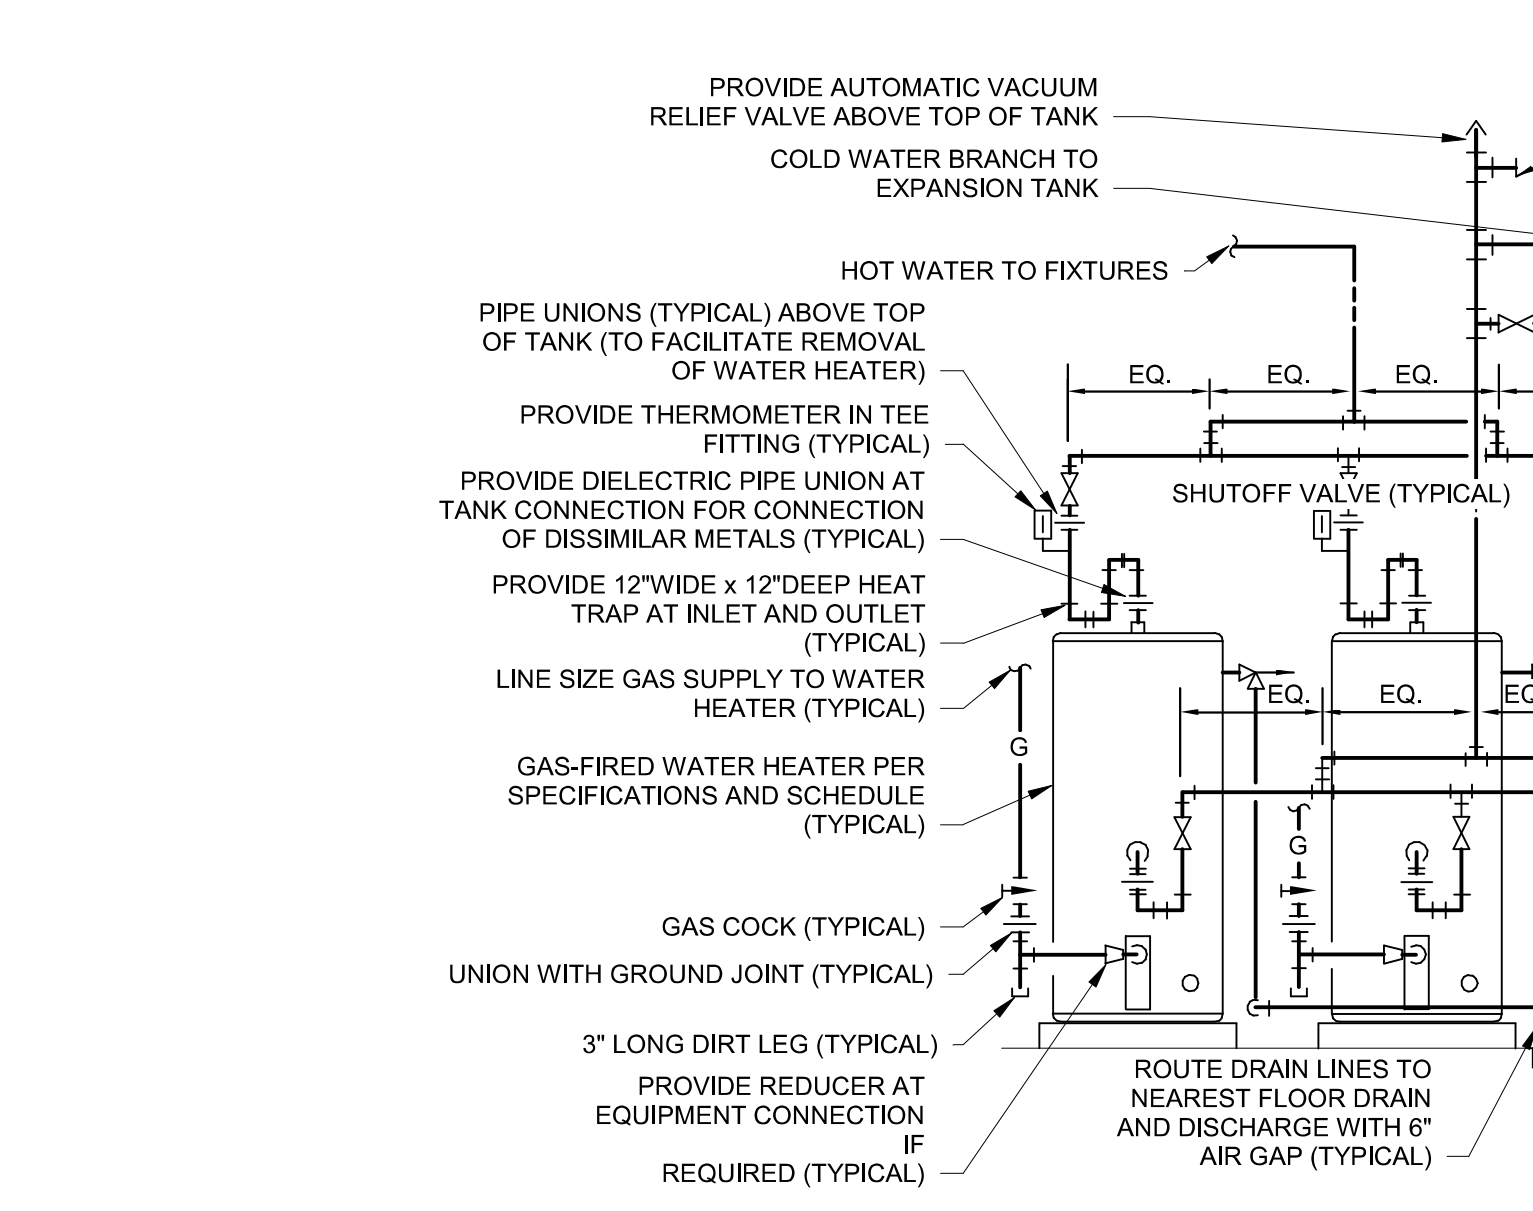 PROVIDE AUTOMATIC VACUUM
RELIEF VALVE ABOVE TOP OF TANK
COLD WATER BRANCH TO
EXPANSION TANK
HOT WATER TO FIXTURES
PIPE UNIONS (TYPICAL) ABOVE TOP
OF TANK (TO FACILITATE REMOVAL
OF WATER HEATER)
EQ.
EQ.
EQ.
PROVIDE THERMOMETER IN TEE
FITTING (TYPICAL)
PROVIDE DIELECTRIC PIPE UNION AT
TANK CONNECTION FOR CONNECTION
OF DISSIMILAR METALS (TYPICAL)
SHUTOFF VALVE (TYPICAL)
PROVIDE 12"WIDE x 12"DEEP HEAT
TRAP AT INLET AND OUTLET
(TYPICAL)
LINE SIZE GAS SUPPLY TO WATER
HEATER (TYPICAL)
EQ.
EQ.
EQ
G
GAS-FIRED WATER HEATER PER
SPECIFICATIONS AND SCHEDULE
(TYPICAL)
G
GAS COCK (TYPICAL)
UNION WITH GROUND JOINT (TYPICAL)
3" LONG DIRT LEG (TYPICAL)
PROVIDE REDUCER AT
EQUIPMENT CONNECTION
IF
REQUIRED (TYPICAL)
ROUTE DRAIN LINES TO
NEAREST FLOOR DRAIN
AND DISCHARGE WITH 6"
AIR GAP (TYPICAL)